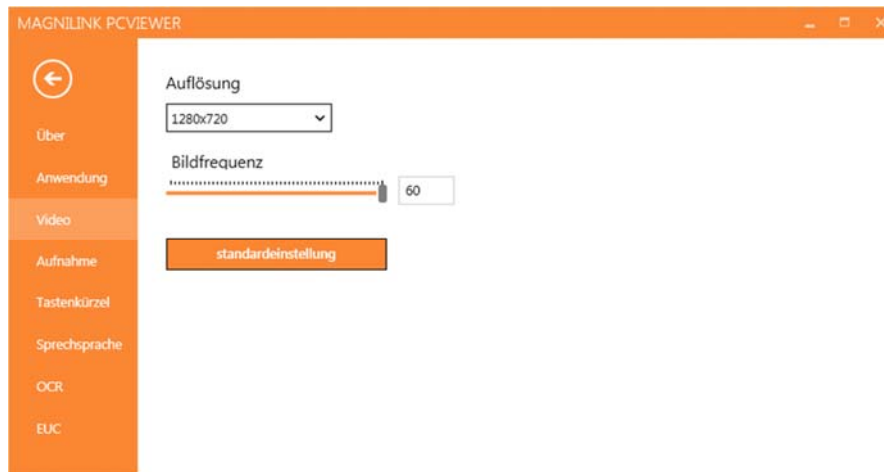 MAGNILINK PCVIEWER
Über
Anwendung
Video
Aufnahme
Tastenkürzel
Sprechsprache
OCR
EUC
Auflösung
1280x720
Bildfrequenz
60
standardeinstellung